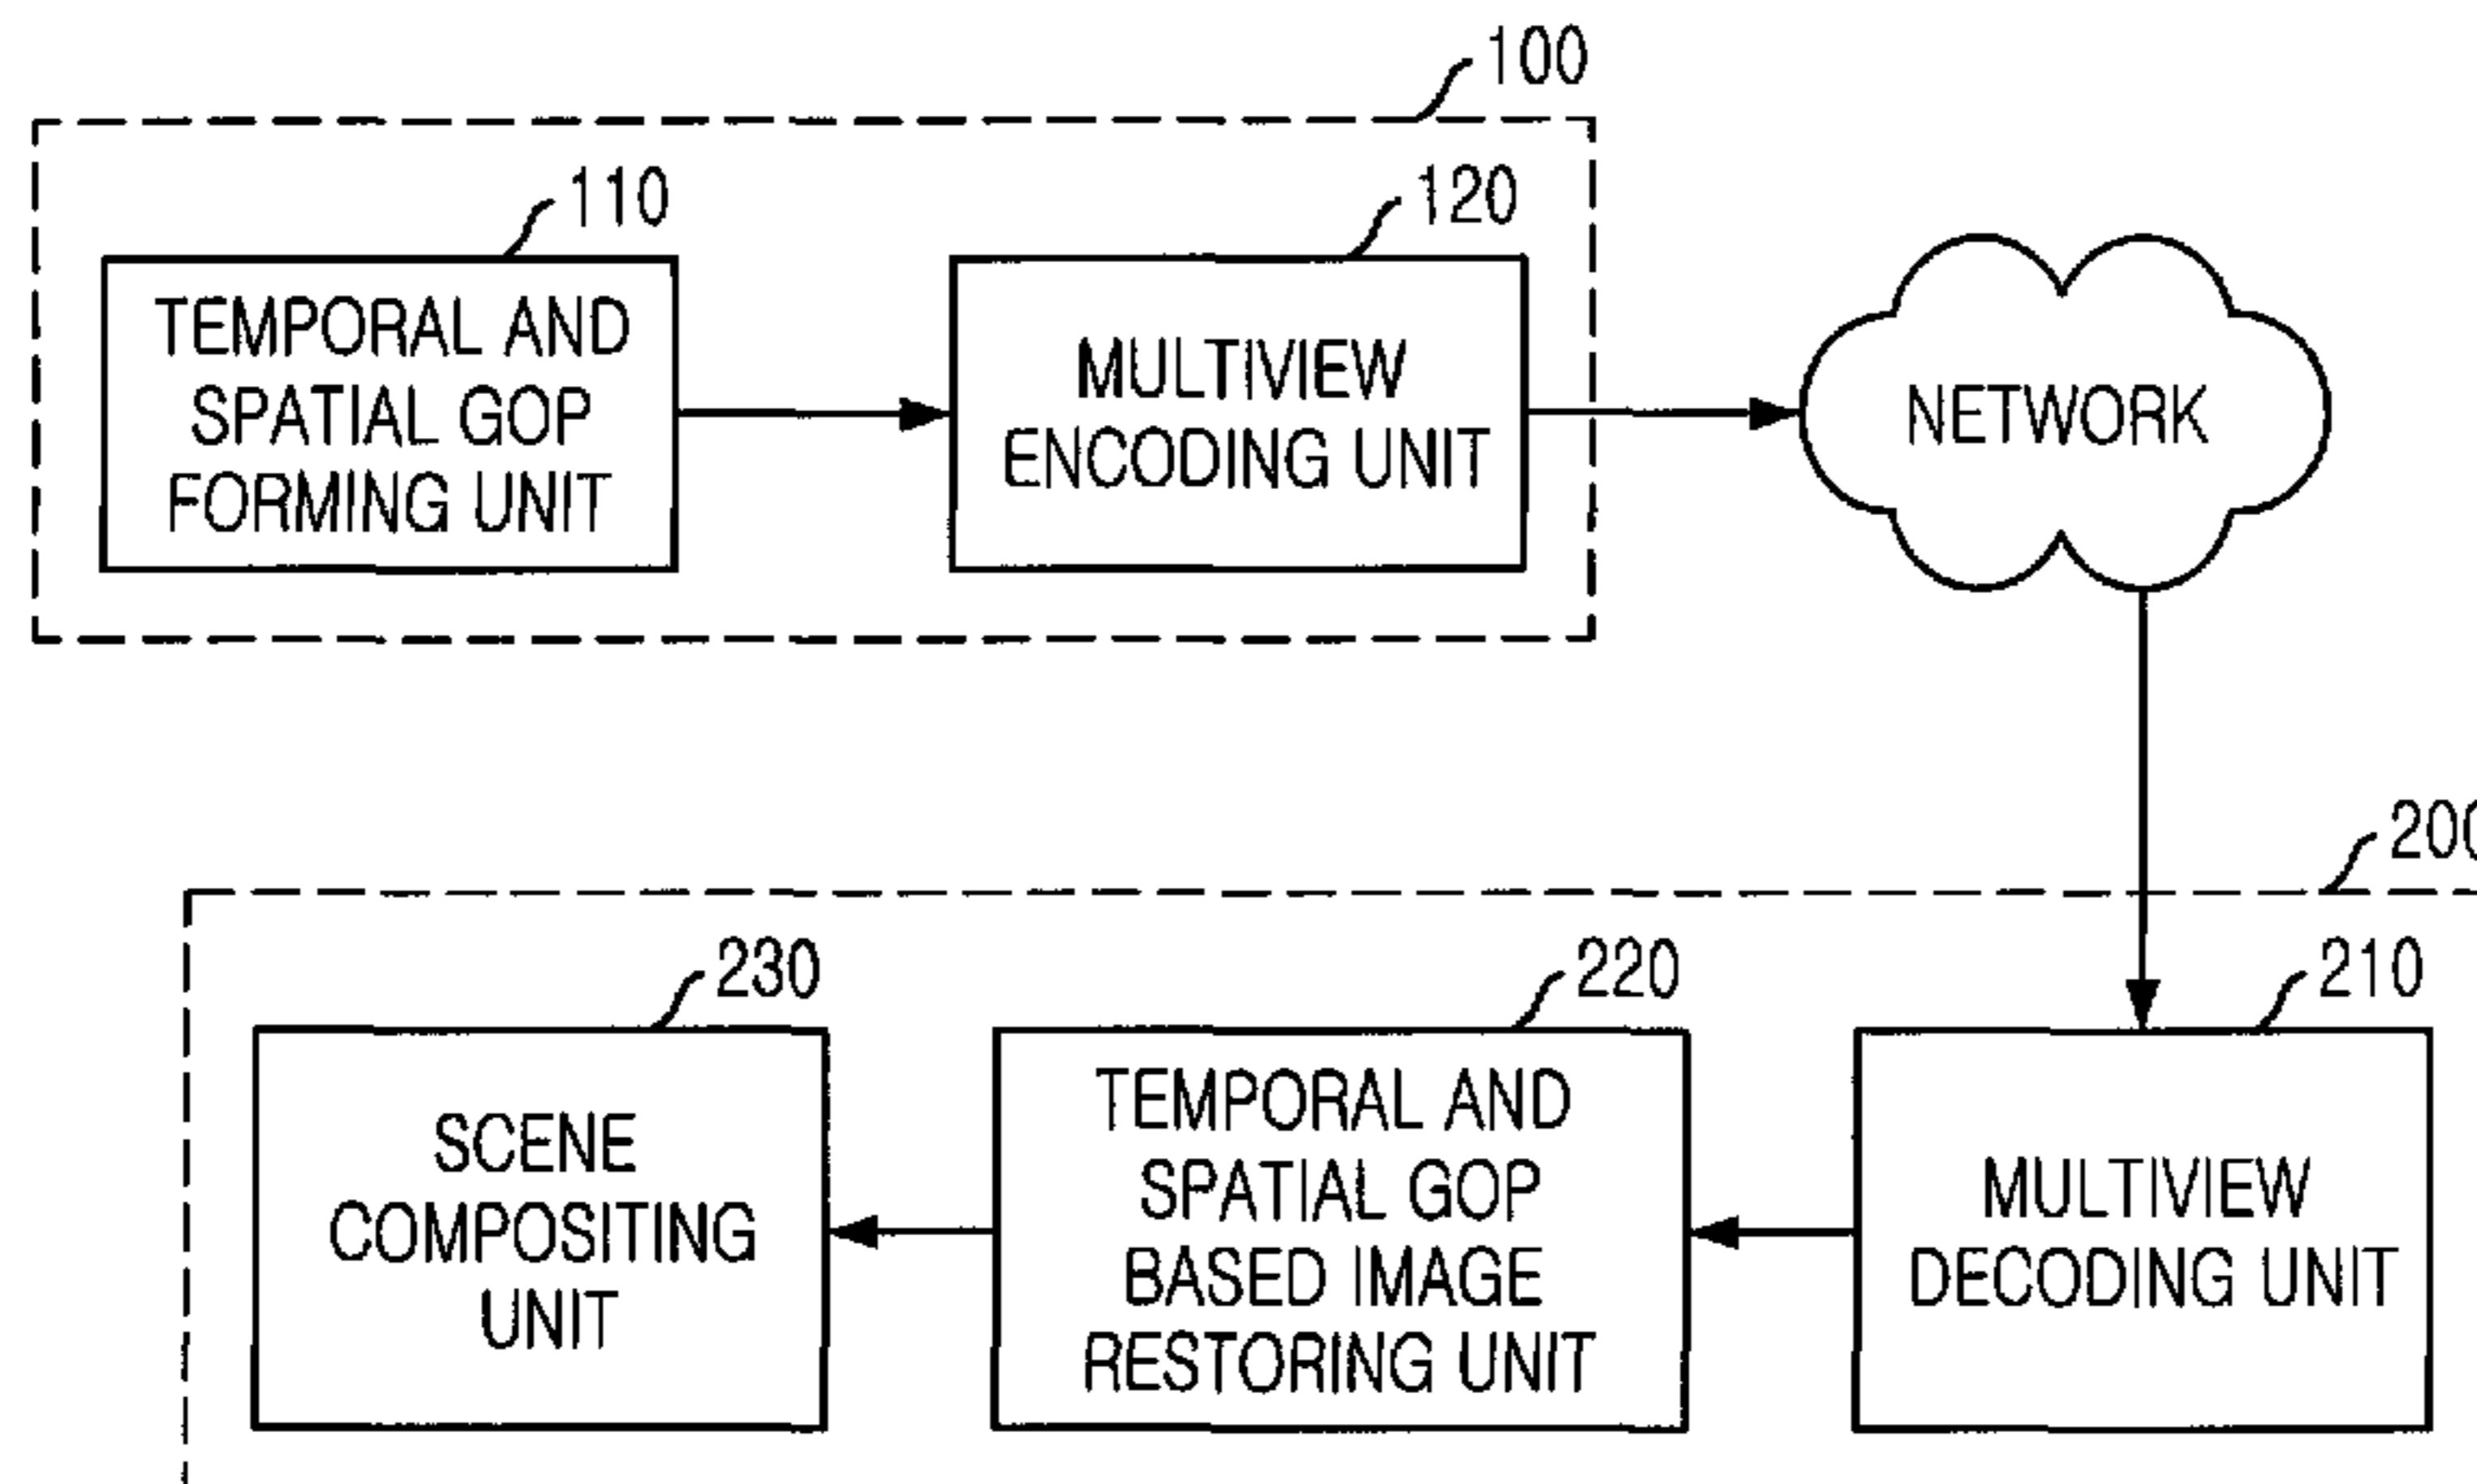 100
110
120
TEMPORAL AND
SPATIAL GOP
FORMING UNIT
MULTIVIEW
ENCODING UNIT
NETWORK
200
230
220
210
SCENE
COMPOSITING
UNIT
TEMPORAL AND
SPATIAL GOP
BASED IMAGE
RESTORING UNIT
MULTIVIEW
DECODING UNIT